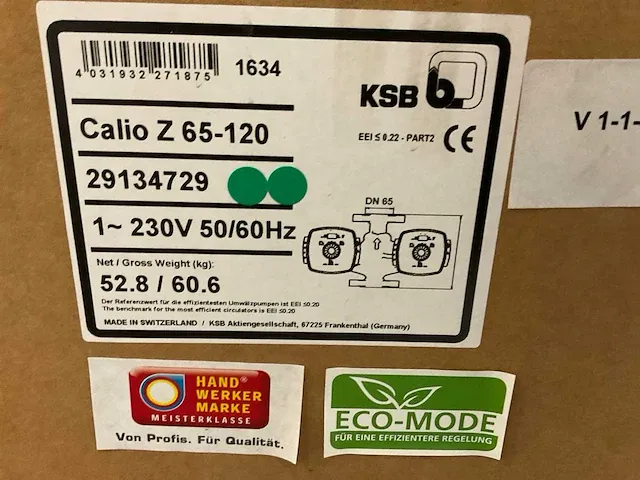 4 031932 271875
1634
KSB
Calio Z 65-120
EEI ≤ 0.22 - PART2 CE
29134729
1~ 230V 50/60Hz
DN 65
Net / Gross Weight (kg):
52.8 / 60.6
Der Referenzwert für die effizientesten Umwälzpumpen ist EEI ≤0.20
The benchmark for the most efficient circulators is EEI ≤0.20
MADE IN SWITZERLAND / KSB Aktiengesellschaft, 67225 Frankenthal (Germany)
V 1-1-
HAND®
WERKER
MARKE
MEISTERKLASSE
Von Profis. Für Qualität.
ECO-MODE
FÜR EINE EFFIZIENTERE REGELUNG